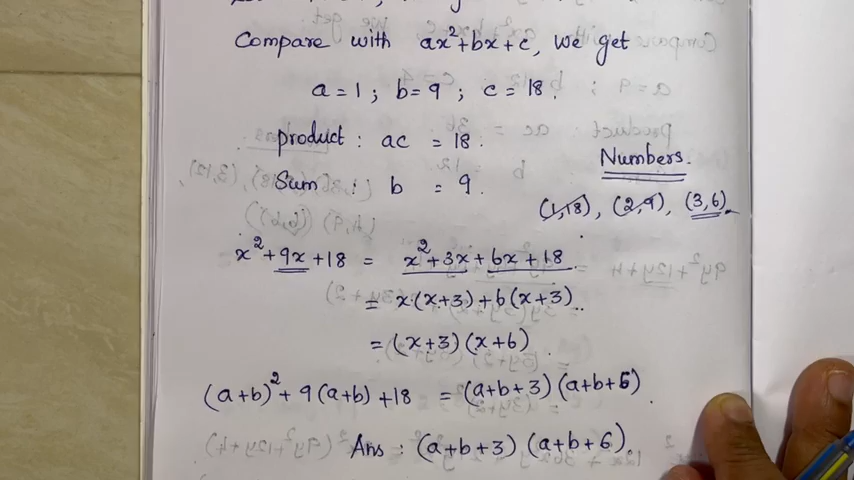 Compare with ax²+bx+c, we get
a=1; b=9; c=18.
product: ac = 18.
Sum : b = 9.
Numbers.
(1,18), (2,9), (3,6).
x²+9x+18 = x²+3x+6x+18
= x(x+3)+6(x+3)
= (x+3)(x+6).
(a+b)²+9(a+b)+18 = (a+b+3)(a+b+6).
Ans : (a+b+3)(a+b+6).